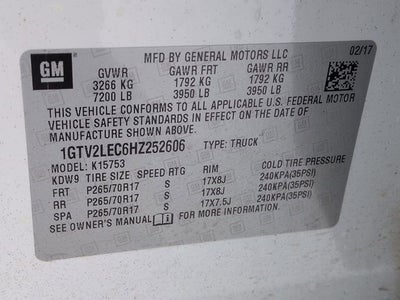 GM
MFD BY GENERAL MOTORS LLC 02/17
GVWR GAWR FRT GAWR RR
3266 KG 1792 KG 1792 KG
7200 LB 3950 LB 3950 LB
THIS VEHICLE CONFORMS TO ALL APPLICABLE U.S. FEDERAL MOTOR
VEHICLE SAFETY STANDARDS IN EFFECT ON THE DATE OF
MANUFACTURE SHOWN ABOVE.
1GTV2LEC6HZ252606 TYPE: TRUCK
MODEL: K15753
KDW9 TIRE SIZE SPEED RTG RIM COLD TIRE PRESSURE
FRT P265/70R17 S 17X8J 240KPA(35PSI)
RR P265/70R17 S 17X8J 240KPA(35PSI)
SPA P265/70R17 S 17X7.5J 240KPA(35PSI)
SEE OWNER'S MANUAL FOR MORE INFORMATION.